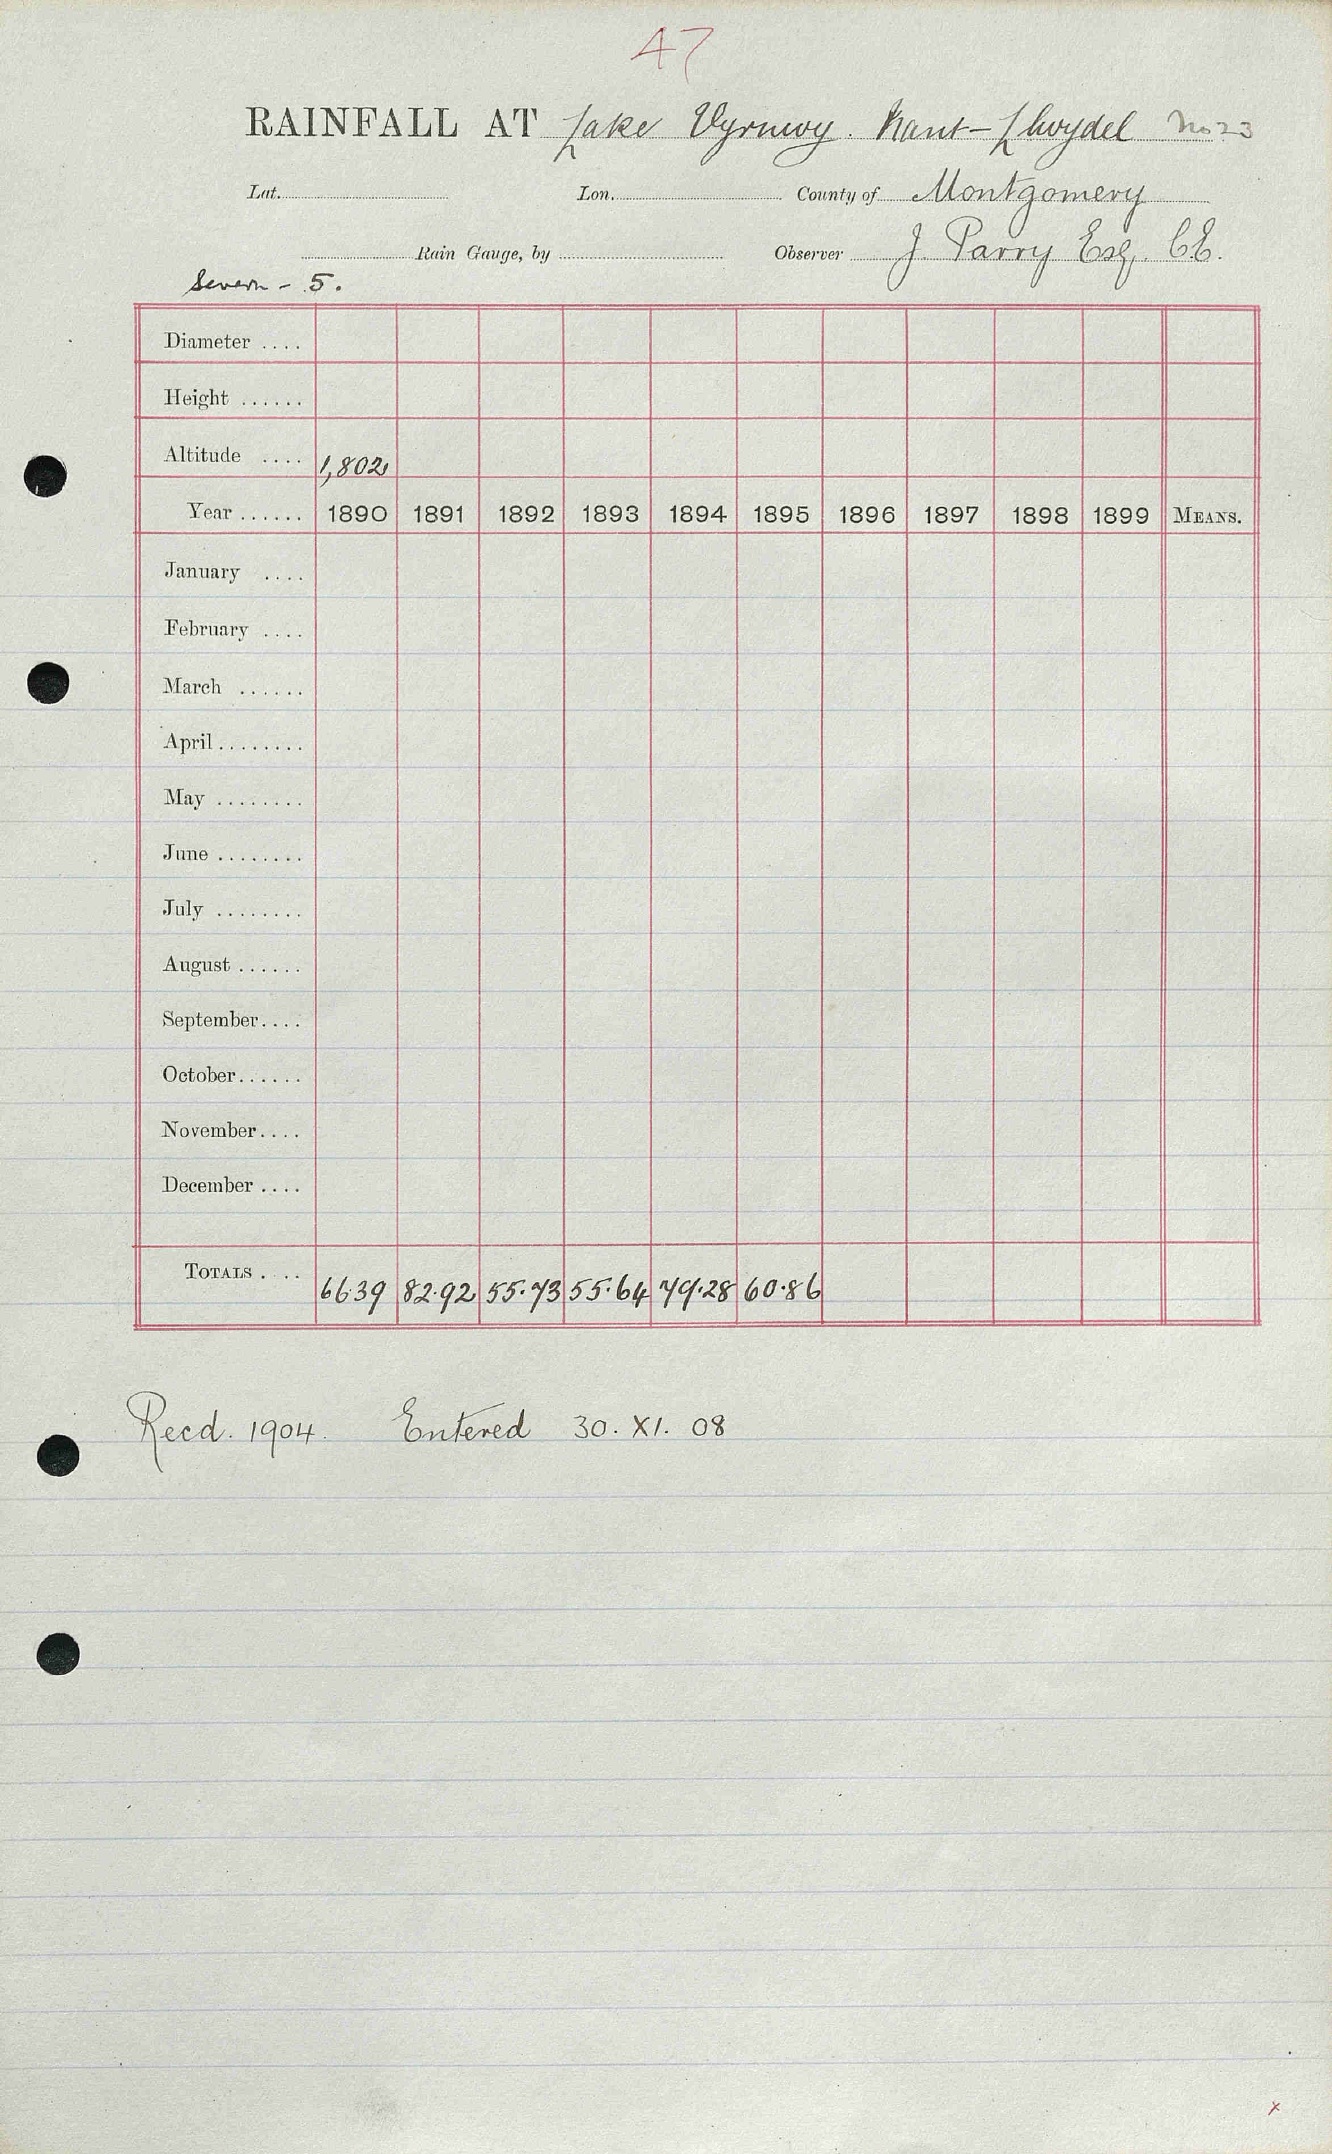 47
RAINFALL AT Lake Vyrnwy. Nant-Llwydel No 23
Lat. Lon. County of Montgomery
Rain Gauge, by Observer J. Parry Esq. C.E.
Severn - 5.
Diameter ....
Height ......
Altitude .... 1,802
Year ...... 1890 1891 1892 1893 1894 1895 1896 1897 1898 1899 MEANS.
January ....
February ....
March ......
April ........
May ........
June ........
July ........
August ......
September ....
October ......
November ....
December ....
TOTALS .... 66.39 82.92 55.73 55.64 79.28 60.86
Recd. 1904. Entered 30. XI. 08
x